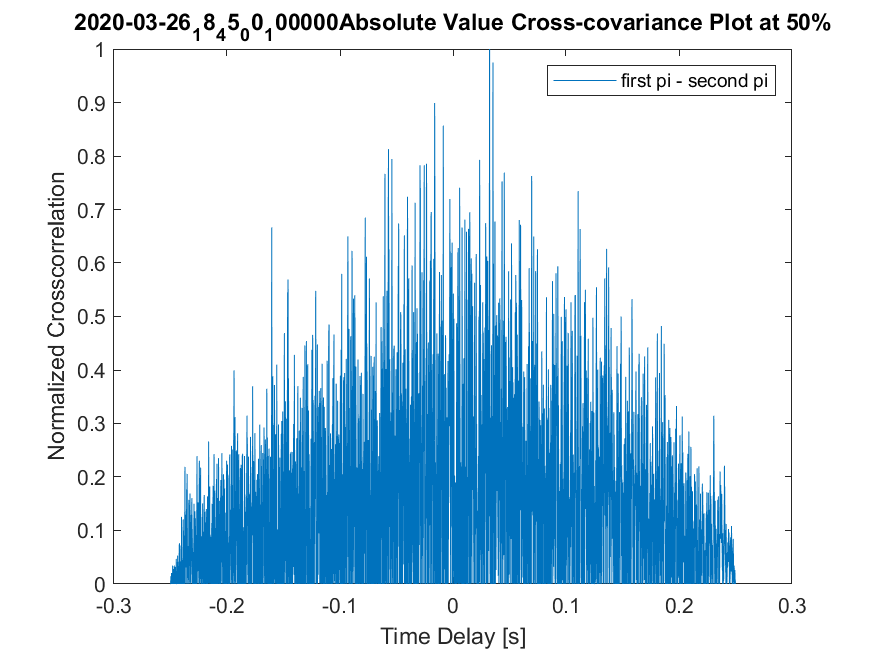 2020-03-26₁8₄5₀0₁00000Absolute Value Cross-covariance Plot at 50%
first pi - second pi
1
0.9
0.8
0.7
0.6
0.5
0.4
0.3
0.2
0.1
0
Normalized Crosscorrelation
-0.3 -0.2 -0.1 0 0.1 0.2 0.3
Time Delay [s]